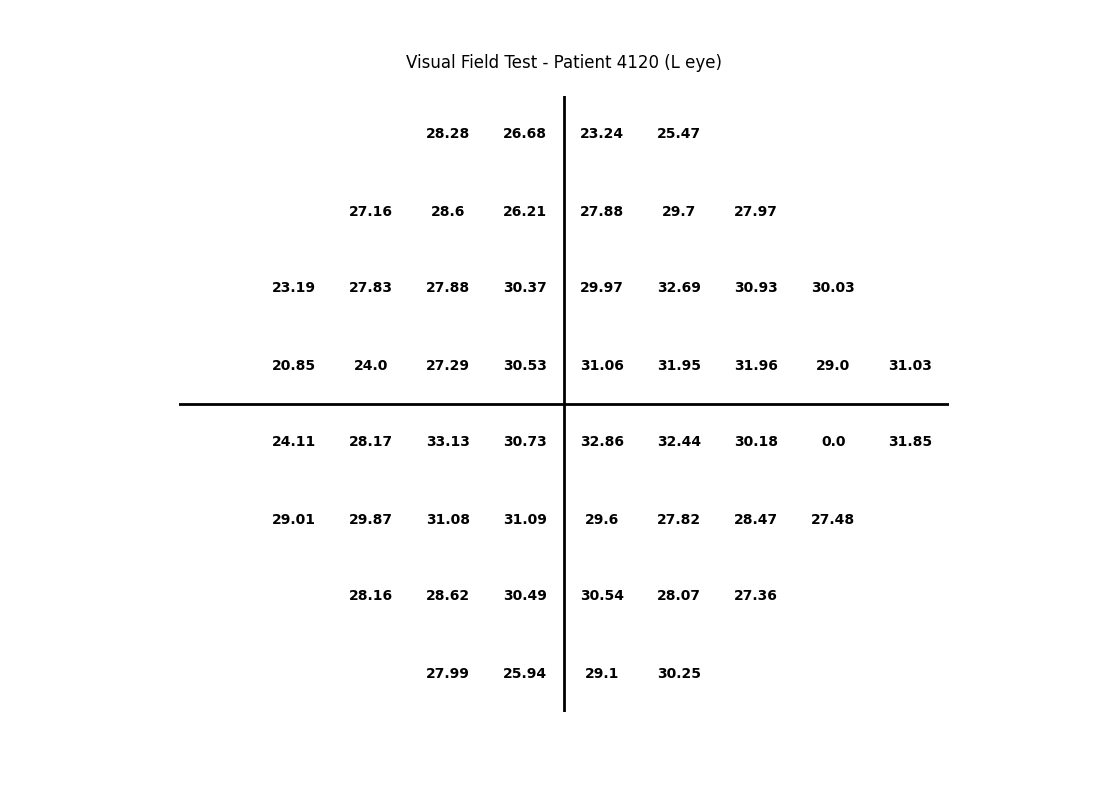 Visual Field Test - Patient 4120 (L eye)
28.28 26.68 23.24 25.47
27.16 28.6 26.21 27.88 29.7 27.97
23.19 27.83 27.88 30.37 29.97 32.69 30.93 30.03
20.85 24.0 27.29 30.53 31.06 31.95 31.96 29.0 31.03
24.11 28.17 33.13 30.73 32.86 32.44 30.18 0.0 31.85
29.01 29.87 31.08 31.09 29.6 27.82 28.47 27.48
28.16 28.62 30.49 30.54 28.07 27.36
27.99 25.94 29.1 30.25